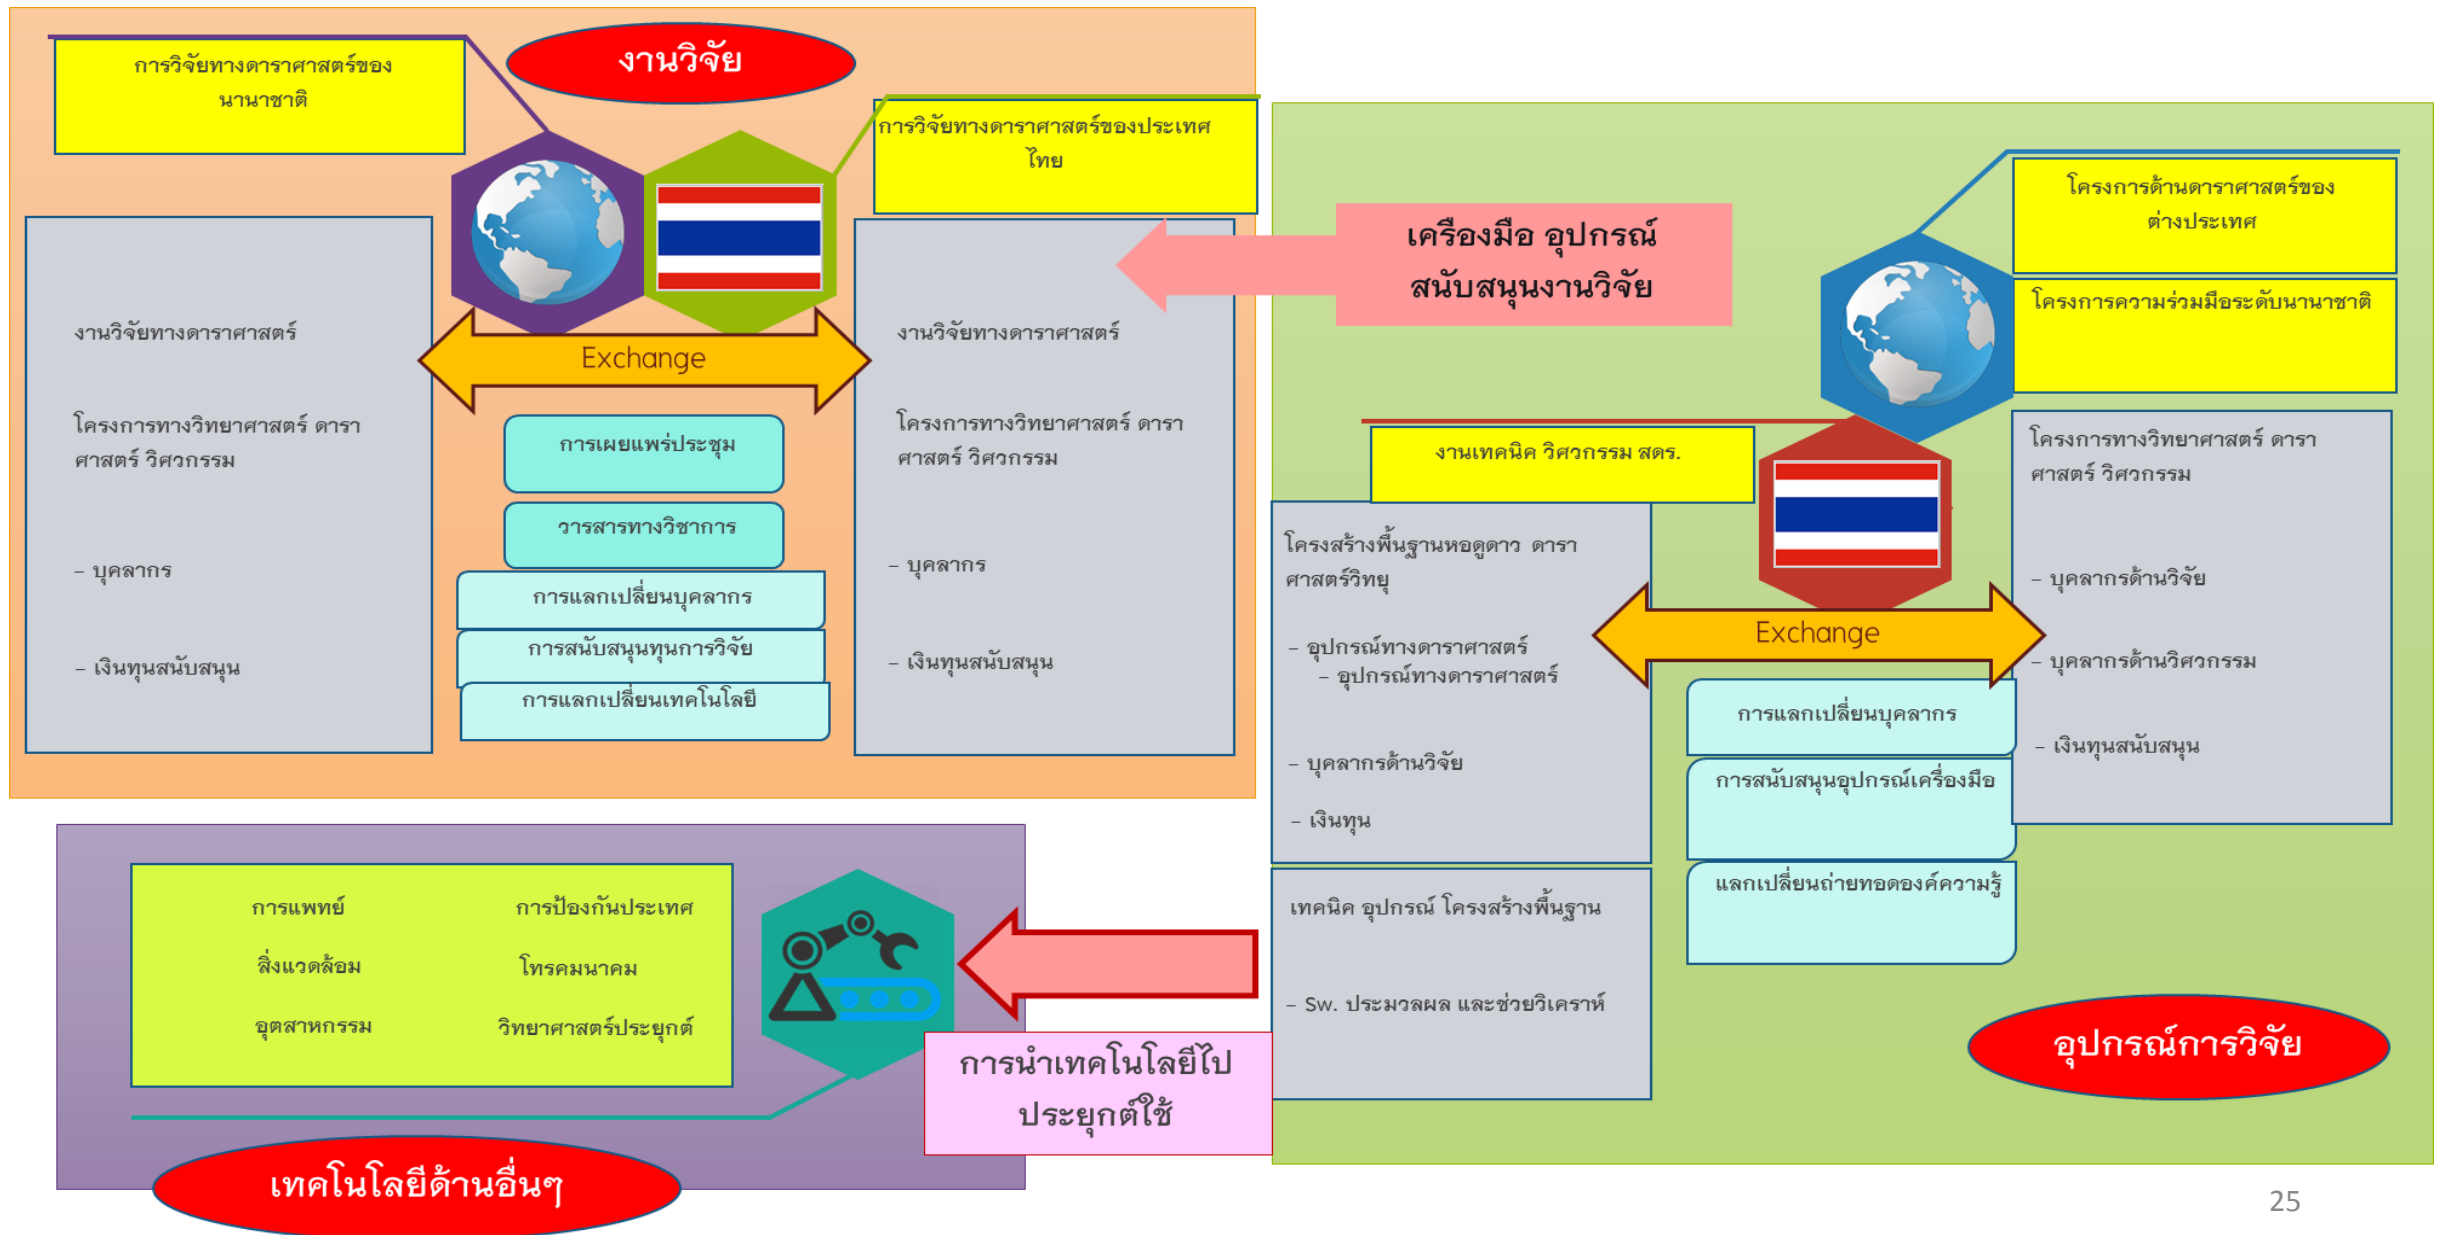 งานวิจัย
การวิจัยทางดาราศาสตร์ของ
นานาชาติ
การวิจัยทางดาราศาสตร์ของประเทศ
ไทย
งานวิจัยทางดาราศาสตร์
โครงการทางวิทยาศาสตร์ ดารา
ศาสตร์ วิศวกรรม
– บุคลากร
– เงินทุนสนับสนุน
Exchange
การเผยแพร่ประชุม
วารสารทางวิชาการ
การแลกเปลี่ยนบุคลากร
การสนับสนุนทุนการวิจัย
การแลกเปลี่ยนเทคโนโลยี
งานวิจัยทางดาราศาสตร์
โครงการทางวิทยาศาสตร์ ดารา
ศาสตร์ วิศวกรรม
– บุคลากร
– เงินทุนสนับสนุน
เครื่องมือ อุปกรณ์
สนับสนุนงานวิจัย
โครงการด้านดาราศาสตร์ของ
ต่างประเทศ
โครงการความร่วมมือระดับนานาชาติ
งานเทคนิค วิศวกรรม สดร.
โครงสร้างพื้นฐานหอดูดาว ดารา
ศาสตร์วิทยุ
– อุปกรณ์ทางดาราศาสตร์
– อุปกรณ์ทางดาราศาสตร์
– บุคลากรด้านวิจัย
– เงินทุน
เทคนิค อุปกรณ์ โครงสร้างพื้นฐาน
– Sw. ประมวลผล และช่วยวิเคราห์
Exchange
การแลกเปลี่ยนบุคลากร
การสนับสนุนอุปกรณ์เครื่องมือ
แลกเปลี่ยนถ่ายทอดองค์ความรู้
โครงการทางวิทยาศาสตร์ ดารา
ศาสตร์ วิศวกรรม
– บุคลากรด้านวิจัย
– บุคลากรด้านวิศวกรรม
– เงินทุนสนับสนุน
อุปกรณ์การวิจัย
การแพทย์
การป้องกันประเทศ
สิ่งแวดล้อม
โทรคมนาคม
อุตสาหกรรม
วิทยาศาสตร์ประยุกต์
การนำเทคโนโลยีไป
ประยุกต์ใช้
เทคโนโลยีด้านอื่นๆ
25